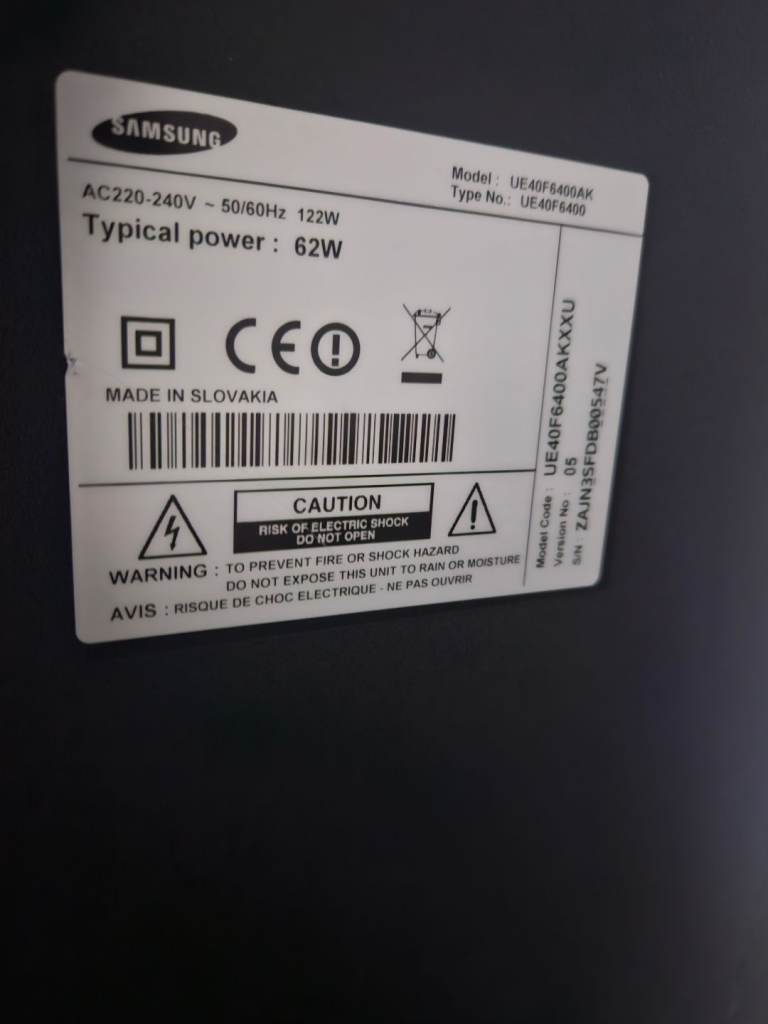 SAMSUNG
Model : UE40F6400AK
Type No.: UE40F6400
AC220-240V ~ 50/60Hz 122W
Typical power : 62W
CE
MADE IN SLOVAKIA
CAUTION
RISK OF ELECTRIC SHOCK
DO NOT OPEN
WARNING : TO PREVENT FIRE OR SHOCK HAZARD
DO NOT EXPOSE THIS UNIT TO RAIN OR MOISTURE
AVIS : RISQUE DE CHOC ELECTRIQUE - NE PAS OUVRIR
Model Code : UE40F6400AKXXU
Version No : 05
S/N : ZAJN3SFDB00547V